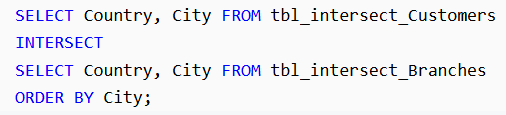 SELECT Country, City FROM tbl_intersect_Customers
INTERSECT
SELECT Country, City FROM tbl_intersect_Branches
ORDER BY City;